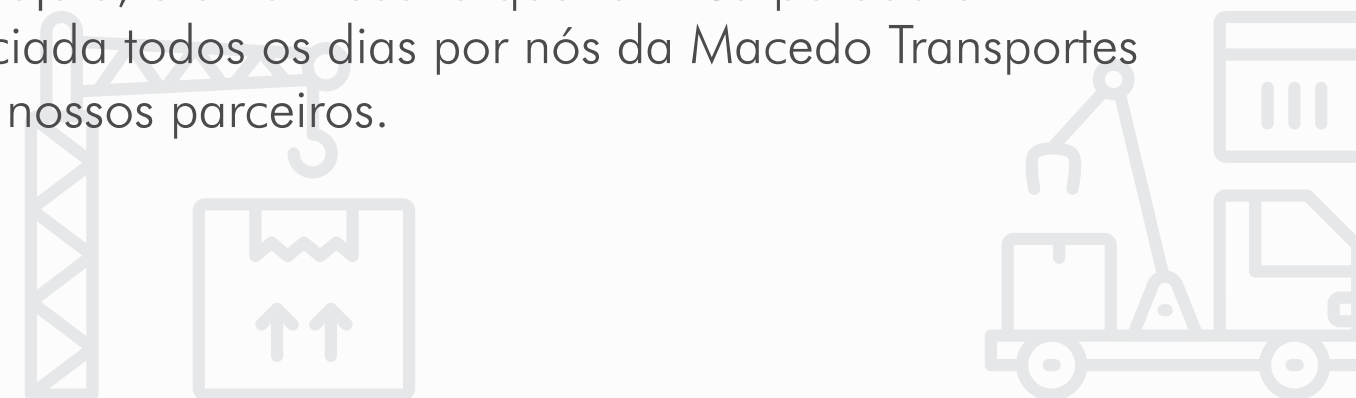 ciada todos os dias por nós da Macedo Transportes
nossos parceiros.